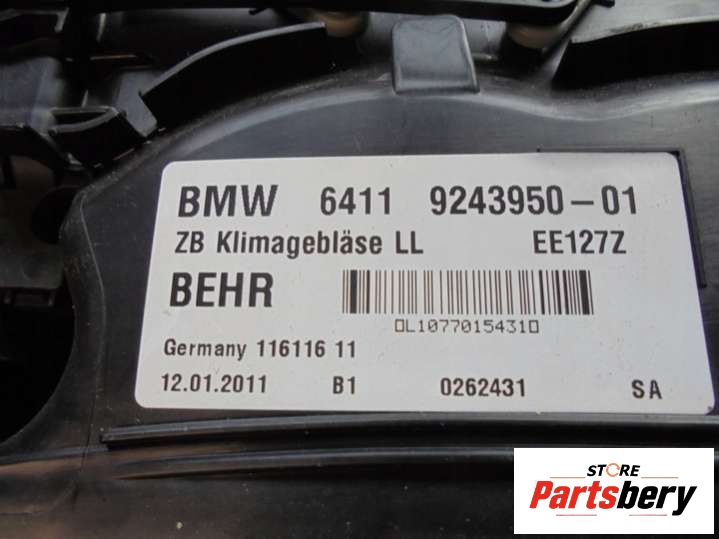 BMW 6411 9243950-01
ZB Klimagebläse LL EE127Z
BEHR
0L10770154310
Germany 116116 11
12.01.2011 B1 0262431 SA
STORE
Partsbery